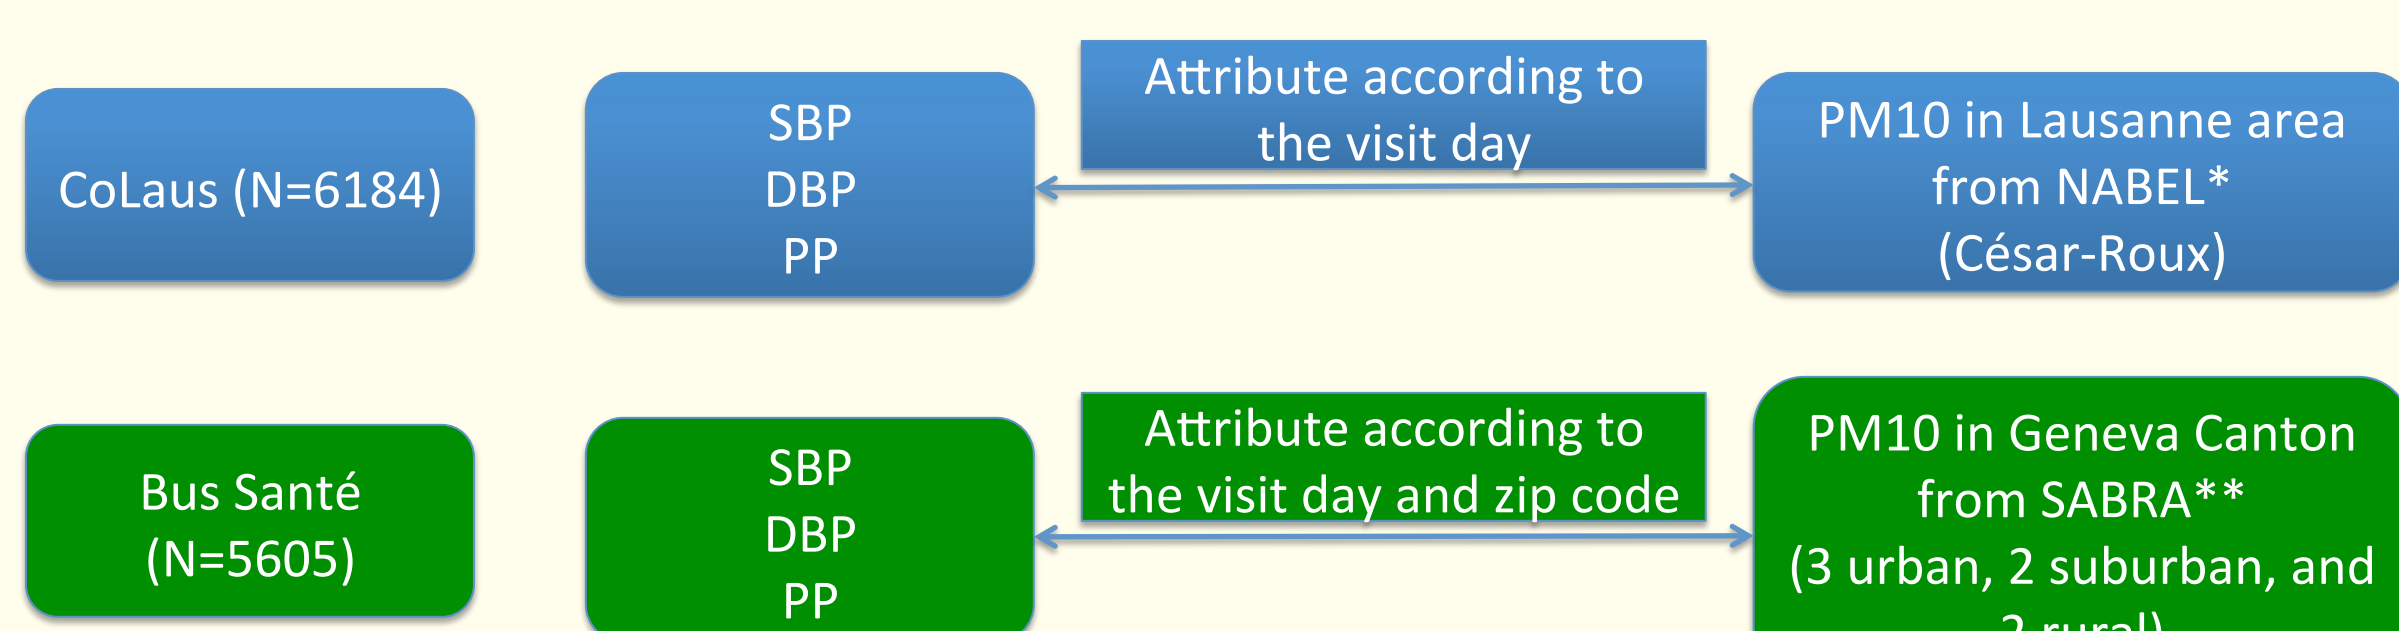 CoLaus (N=6184)
SBP
DBP
PP
Attribute according to
the visit day
PM10 in Lausanne area
from NABEL*
(César-Roux)
Bus Santé
(N=5605)
SBP
DBP
PP
Attribute according to
the visit day and zip code
PM10 in Geneva Canton
from SABRA**
(3 urban, 2 suburban, and
2 rural)